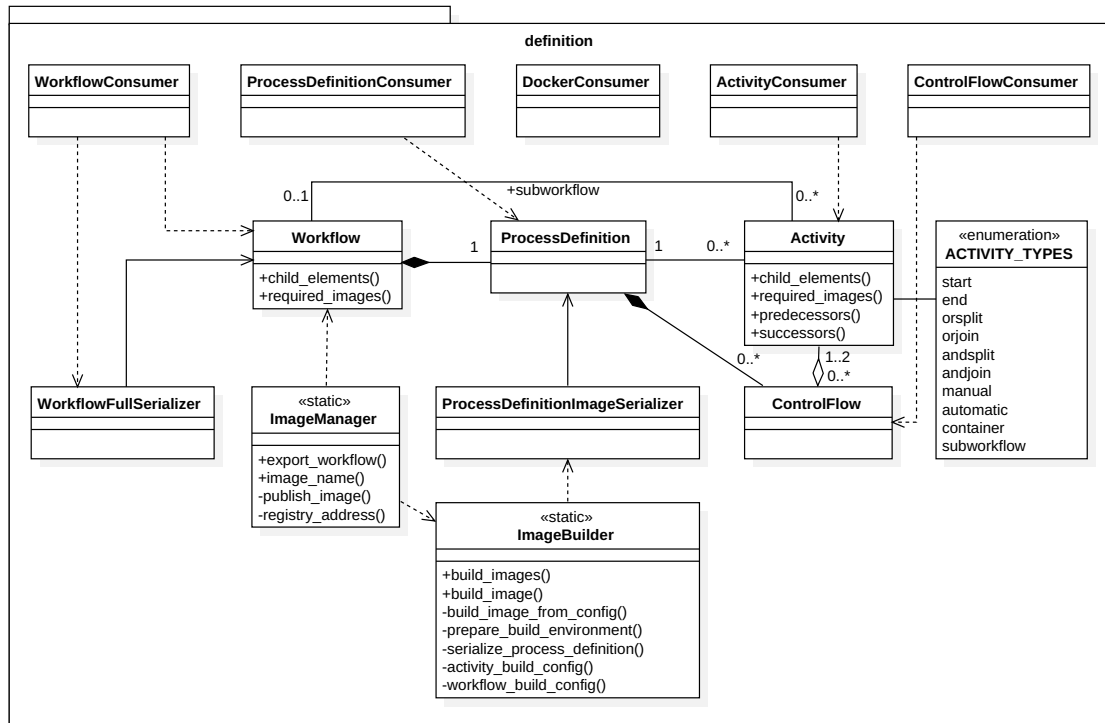 definition
WorkflowConsumer
ProcessDefinitionConsumer
DockerConsumer
ActivityConsumer
ControlFlowConsumer
0..1
+subworkflow
0..*
Workflow
+child_elements()
+required_images()
1
ProcessDefinition
1
0..*
Activity
+child_elements()
+required_images()
+predecessors()
+successors()
«enumeration»
ACTIVITY_TYPES
start
end
orsplit
orjoin
andsplit
andjoin
manual
automatic
container
subworkflow
0..*
1..2
0..*
WorkflowFullSerializer
«static»
ImageManager
+export_workflow()
+image_name()
-publish_image()
-registry_address()
ProcessDefinitionImageSerializer
ControlFlow
«static»
ImageBuilder
+build_images()
+build_image()
-build_image_from_config()
-prepare_build_environment()
-serialize_process_definition()
-activity_build_config()
-workflow_build_config()